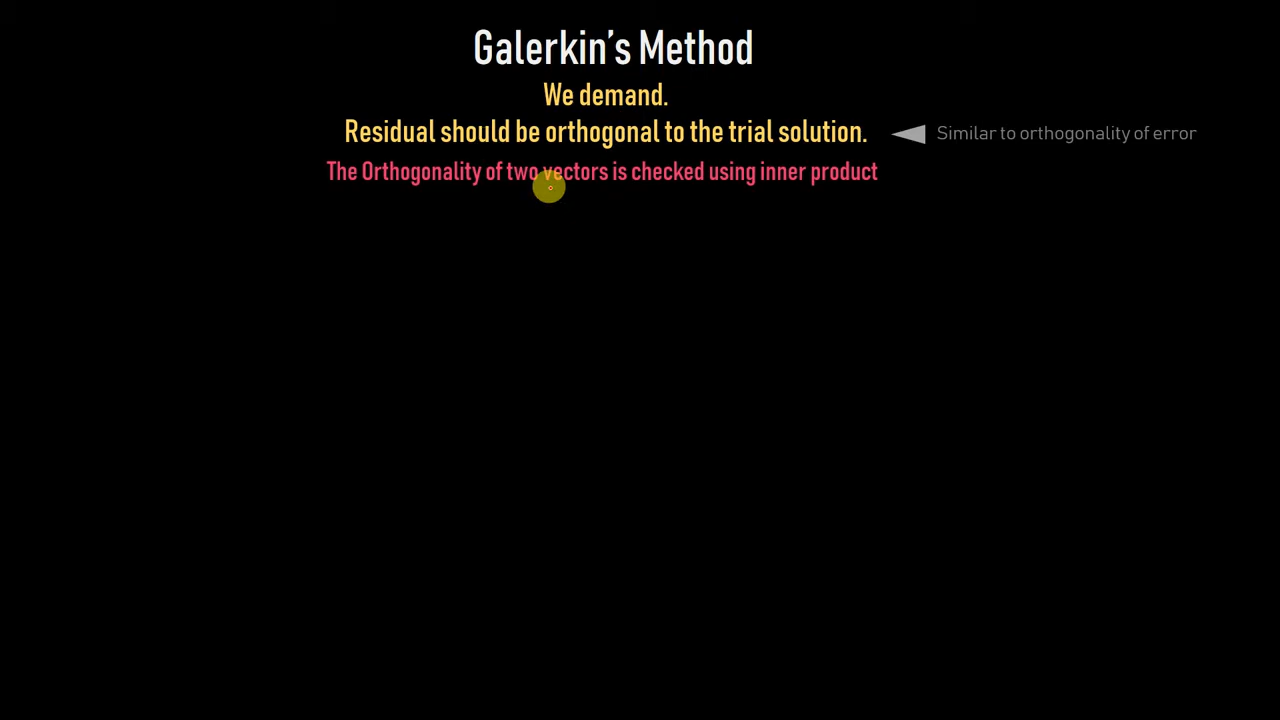 Galerkin’s Method
We demand.
Residual should be orthogonal to the trial solution.
Similar to orthogonality of error
The Orthogonality of two vectors is checked using inner product